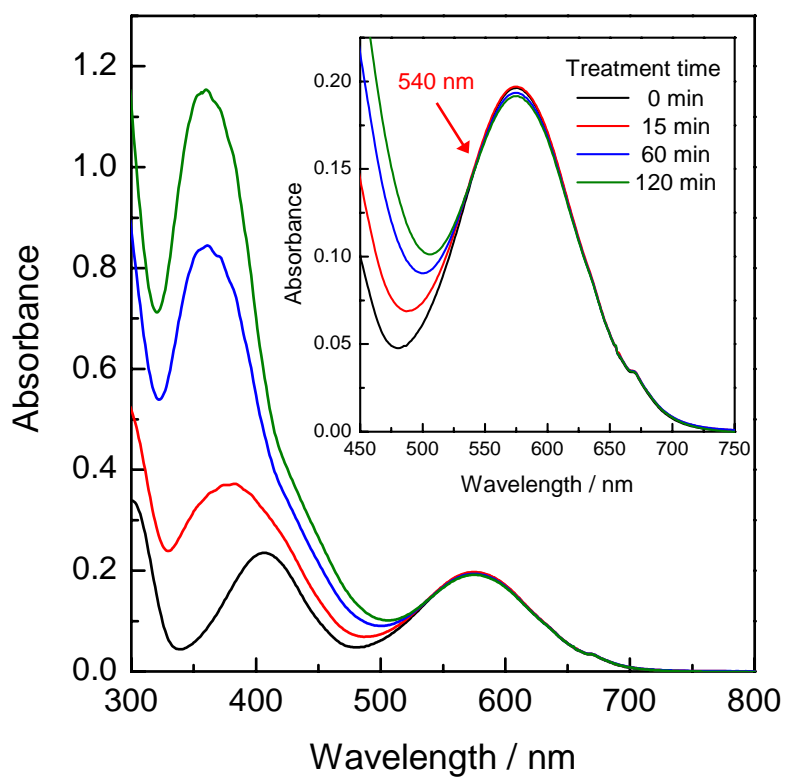 Absorbance
1.2
1.0
0.8
0.6
0.4
0.2
0.0
300
400
500
600
700
800
Wavelength / nm
Absorbance
0.20
0.15
0.10
0.05
0.00
450
500
550
600
650
700
750
Wavelength / nm
540 nm
Treatment time
0 min
15 min
60 min
120 min